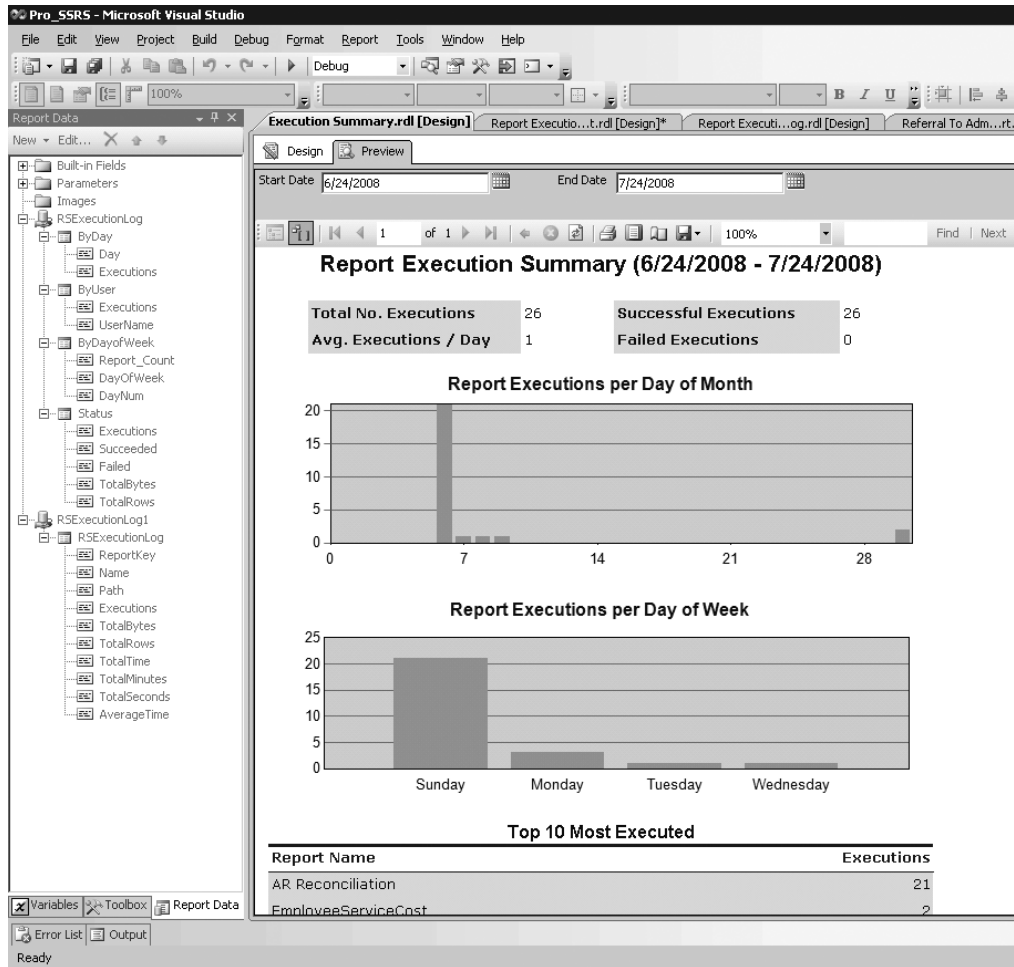 Pro_SSRS - Microsoft Visual Studio
File Edit View Project Build Debug Format Report Tools Window Help
Debug
100%
B I U
Report Data
New Edit...
Built-in Fields
Parameters
Images
RSExecutionLog
ByDay
Day
Executions
ByUser
Executions
UserName
ByDayofWeek
Report_Count
DayOfWeek
DayNum
Status
Executions
Succeeded
Failed
TotalBytes
TotalRows
RSExecutionLog1
RSExecutionLog
ReportKey
Name
Path
Executions
TotalBytes
TotalRows
TotalTime
TotalMinutes
TotalSeconds
AverageTime
Variables Toolbox Report Data
Execution Summary.rdl [Design] Report Executio...t.rdl [Design]* Report Executi...og.rdl [Design] Referral To Adm...rt.
Design Preview
Start Date 6/24/2008 End Date 7/24/2008
1 of 1 100% Find | Next
Report Execution Summary (6/24/2008 - 7/24/2008)
Total No. Executions 26 Successful Executions 26
Avg. Executions / Day 1 Failed Executions 0
Report Executions per Day of Month
20
15
10
5
0
0 7 14 21 28
Report Executions per Day of Week
25
20
15
10
5
0
Sunday Monday Tuesday Wednesday
Top 10 Most Executed
Report Name Executions
AR Reconciliation 21
EmployeeServiceCost 2
Error List Output
Ready